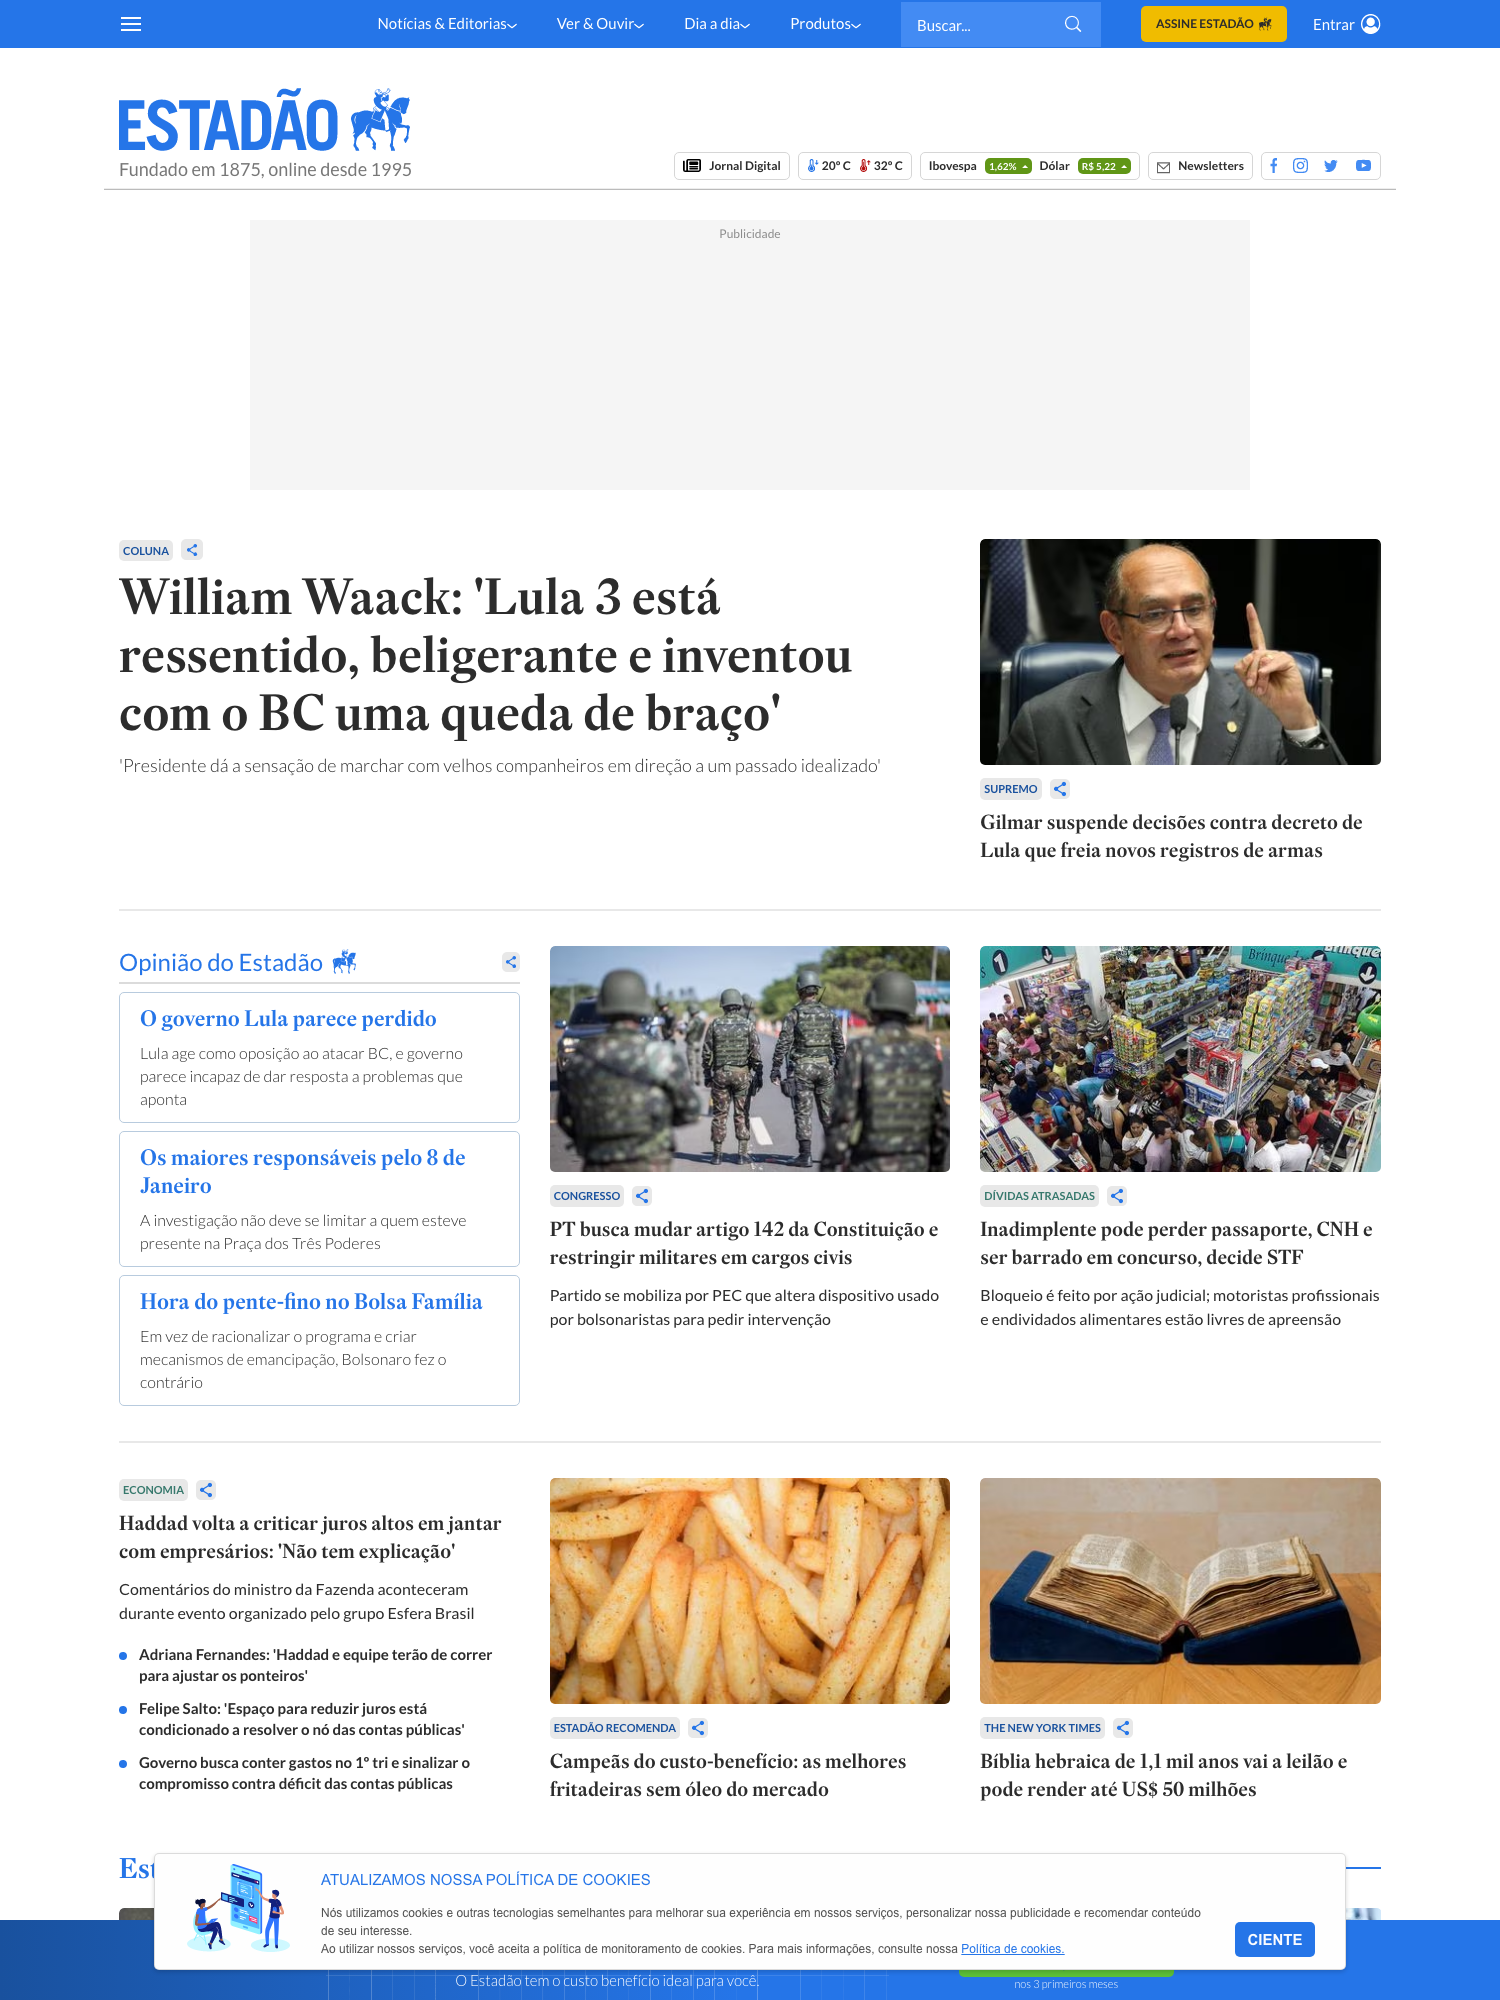 Notícias & Editorias
Ver & Ouvir
Dia a dia
Produtos
Buscar...
ASSINE ESTADÃO
Entrar
ESTADÃO
Fundado em 1875, online desde 1995
Jornal Digital
20º C
32º C
Ibovespa
1,62%
Dólar
R$ 5,22
Newsletters
Publicidade
COLUNA
William Waack: 'Lula 3 está
ressentido, beligerante e inventou
com o BC uma queda de braço'
'Presidente dá a sensação de marchar com velhos companheiros em direção a um passado idealizado'
SUPREMO
Gilmar suspende decisões contra decreto de
Lula que freia novos registros de armas
Opinião do Estadão
O governo Lula parece perdido
Lula age como oposição ao atacar BC, e governo
parece incapaz de dar resposta a problemas que
aponta
Os maiores responsáveis pelo 8 de
Janeiro
A investigação não deve se limitar a quem esteve
presente na Praça dos Três Poderes
Hora do pente-fino no Bolsa Família
Em vez de racionalizar o programa e criar
mecanismos de emancipação, Bolsonaro fez o
contrário
CONGRESSO
PT busca mudar artigo 142 da Constituição e
restringir militares em cargos civis
Partido se mobiliza por PEC que altera dispositivo usado
por bolsonaristas para pedir intervenção
1
Brinque
DÍVIDAS ATRASADAS
Inadimplente pode perder passaporte, CNH e
ser barrado em concurso, decide STF
Bloqueio é feito por ação judicial; motoristas profissionais
e endividados alimentares estão livres de apreensão
ECONOMIA
Haddad volta a criticar juros altos em jantar
com empresários: 'Não tem explicação'
Comentários do ministro da Fazenda aconteceram
durante evento organizado pelo grupo Esfera Brasil
Adriana Fernandes: 'Haddad e equipe terão de correr
para ajustar os ponteiros'
Felipe Salto: 'Espaço para reduzir juros está
condicionado a resolver o nó das contas públicas'
Governo busca conter gastos no 1º tri e sinalizar o
compromisso contra déficit das contas públicas
ESTADÃO RECOMENDA
Campeãs do custo-benefício: as melhores
fritadeiras sem óleo do mercado
THE NEW YORK TIMES
Bíblia hebraica de 1,1 mil anos vai a leilão e
pode render até US$ 50 milhões
Est
ATUALIZAMOS NOSSA POLÍTICA DE COOKIES
Nós utilizamos cookies e outras tecnologias semelhantes para melhorar sua experiência em nossos serviços, personalizar nossa publicidade e recomendar conteúdo
de seu interesse.
Ao utilizar nossos serviços, você aceita a política de monitoramento de cookies. Para mais informações, consulte nossa Política de cookies.
CIENTE
O Estadão tem o custo benefício ideal para você.
nos 3 primeiros meses